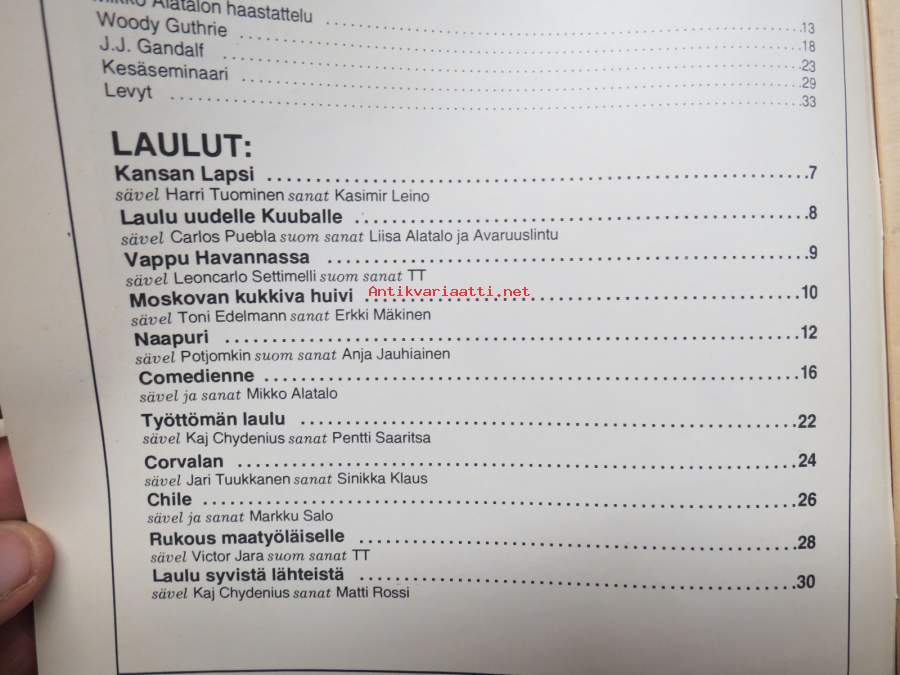 Mikko Alatalon haastattelu ........ 13
Woody Guthrie ........ 18
J.J. Gandalf ........ 23
Kesäseminaari ........ 29
Levyt ........ 33
LAULUT:
Kansan Lapsi ........ 7
sävel Harri Tuominen sanat Kasimir Leino
Laulu uudelle Kuuballe ........ 8
sävel Carlos Puebla suom sanat Liisa Alatalo ja Avaruuslintu
Vappu Havannassa ........ 9
sävel Leoncarlo Settimelli suom sanat TT
Antikvariaatti.net
Moskovan kukkiva huivi ........ 10
sävel Toni Edelmann sanat Erkki Mäkinen
Naapuri ........ 12
sävel Potjomkin suom sanat Anja Jauhiainen
Comedienne ........ 16
sävel ja sanat Mikko Alatalo
Työttömän laulu ........ 22
sävel Kaj Chydenius sanat Pentti Saaritsa
Corvalan ........ 24
sävel Jari Tuukkanen sanat Sinikka Klaus
Chile ........ 26
sävel ja sanat Markku Salo
Rukous maatyöläiselle ........ 28
sävel Victor Jara suom sanat TT
Laulu syvistä lähteistä ........ 30
sävel Kaj Chydenius sanat Matti Rossi